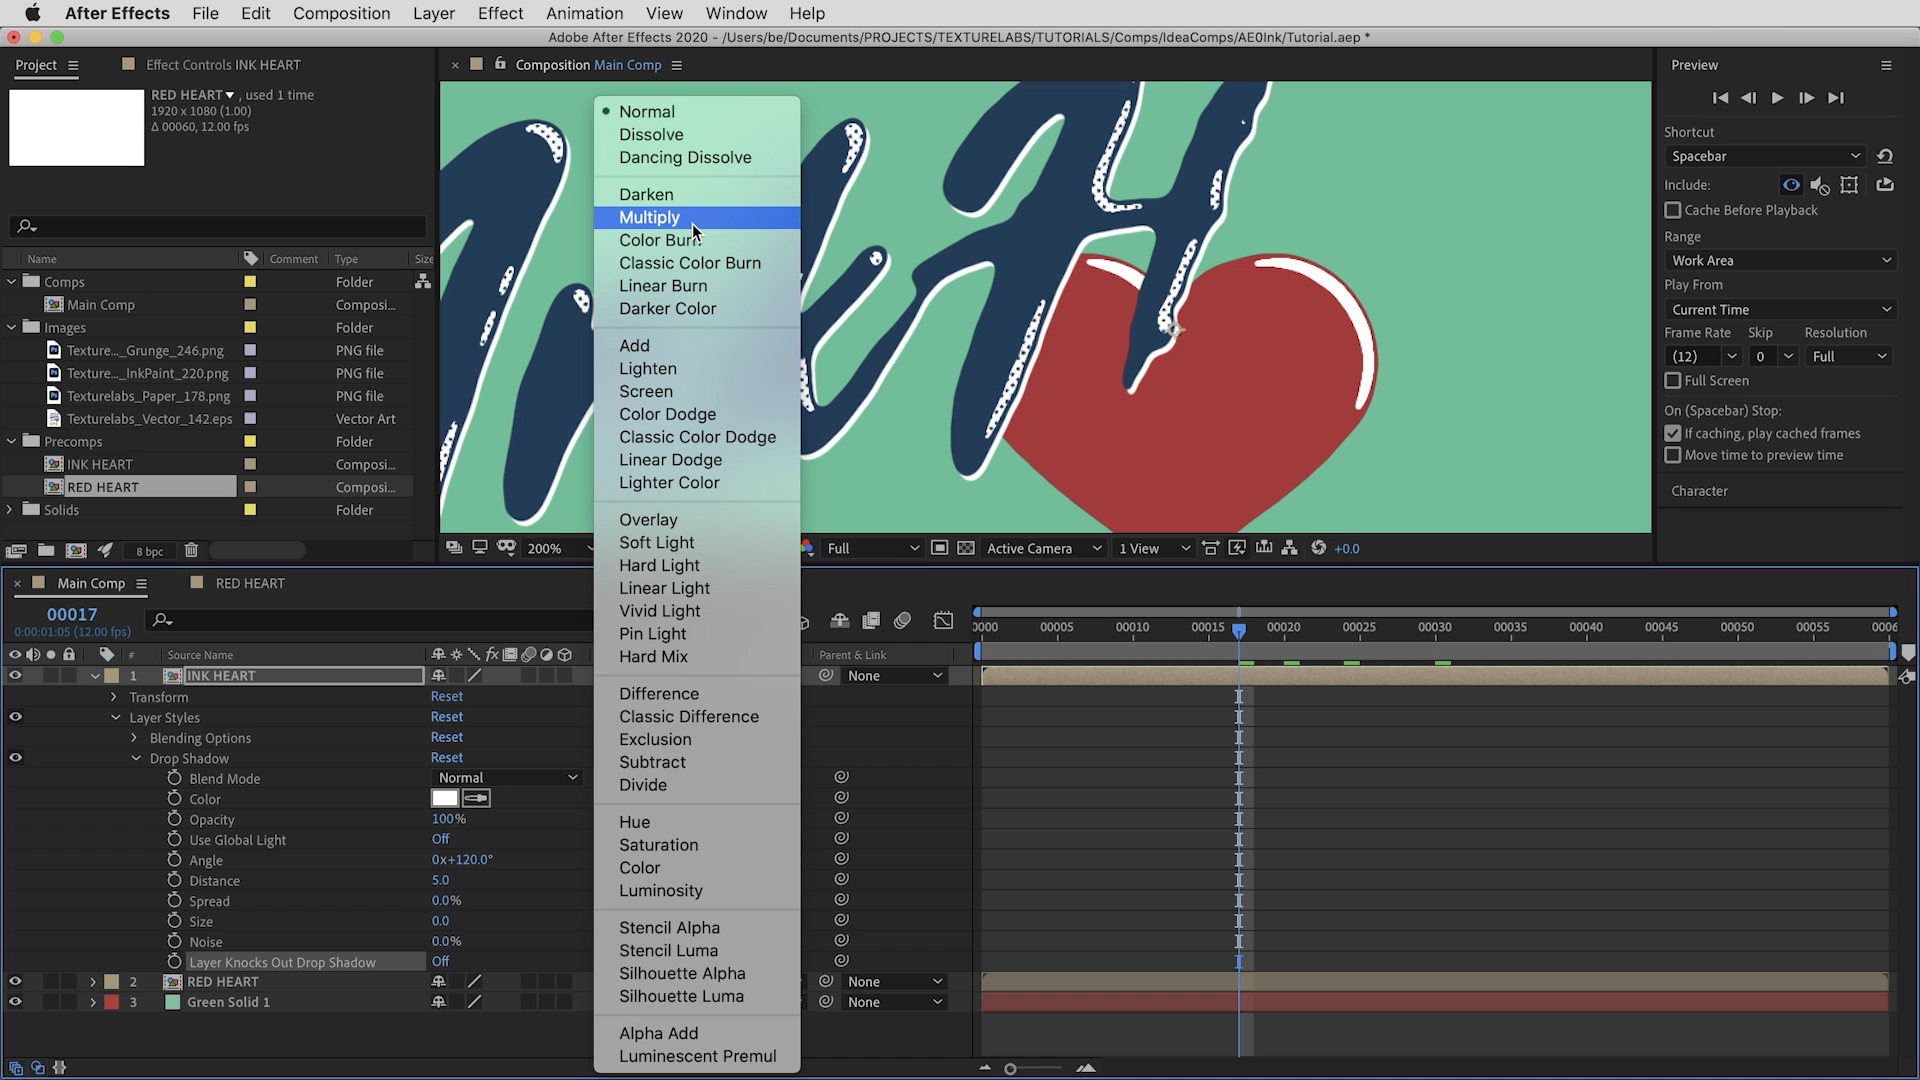 After Effects File Edit Composition Layer Effect Animation View Window Help
Adobe After Effects 2020 - /Users/be/Documents/PROJECTS/TEXTURELABS/TUTORIALS/Comps/IdeaComps/AE0Ink/Tutorial.aep *
Project
Effect Controls INK HEART
RED HEART , used 1 time
1920 x 1080 (1.00)
Δ 00060, 12.00 fps
Name Comment Type Size
Comps Folder
Main Comp Composi...
Images Folder
Texture..._Grunge_246.png PNG file
Texture..._InkPaint_220.png PNG file
Texturelabs_Paper_178.png PNG file
Texturelabs_Vector_142.eps Vector Art
Precomps Folder
INK HEART Composi...
RED HEART Composi...
Solids Folder
8 bpc
Composition Main Comp
Normal
Dissolve
Dancing Dissolve
Darken
Multiply
Color Burn
Classic Color Burn
Linear Burn
Darker Color
Add
Lighten
Screen
Color Dodge
Classic Color Dodge
Linear Dodge
Lighter Color
Overlay
Soft Light
Hard Light
Linear Light
Vivid Light
Pin Light
Hard Mix
Difference
Classic Difference
Exclusion
Subtract
Divide
Hue
Saturation
Color
Luminosity
Stencil Alpha
Stencil Luma
Silhouette Alpha
Silhouette Luma
Alpha Add
Luminescent Premul
200% Full Active Camera 1 View +0.0
Preview
Shortcut
Spacebar
Include:
Cache Before Playback
Range
Work Area
Play From
Current Time
Frame Rate Skip Resolution
(12) 0 Full
Full Screen
On (Spacebar) Stop:
If caching, play cached frames
Move time to preview time
Character
Main Comp RED HEART
00017
0:00:01:05 (12.00 fps)
# Source Name Parent & Link
0000 00005 00010 00015 00020 00025 00030 00035 00040 00045 00050 00055 0006
1 INK HEART None
Transform Reset
Layer Styles Reset
Blending Options Reset
Drop Shadow Reset
Blend Mode Normal
Color
Opacity 100%
Use Global Light Off
Angle 0x+120.0°
Distance 5.0
Spread 0.0%
Size 0.0
Noise 0.0%
Layer Knocks Out Drop Shadow Off
2 RED HEART None
3 Green Solid 1 None